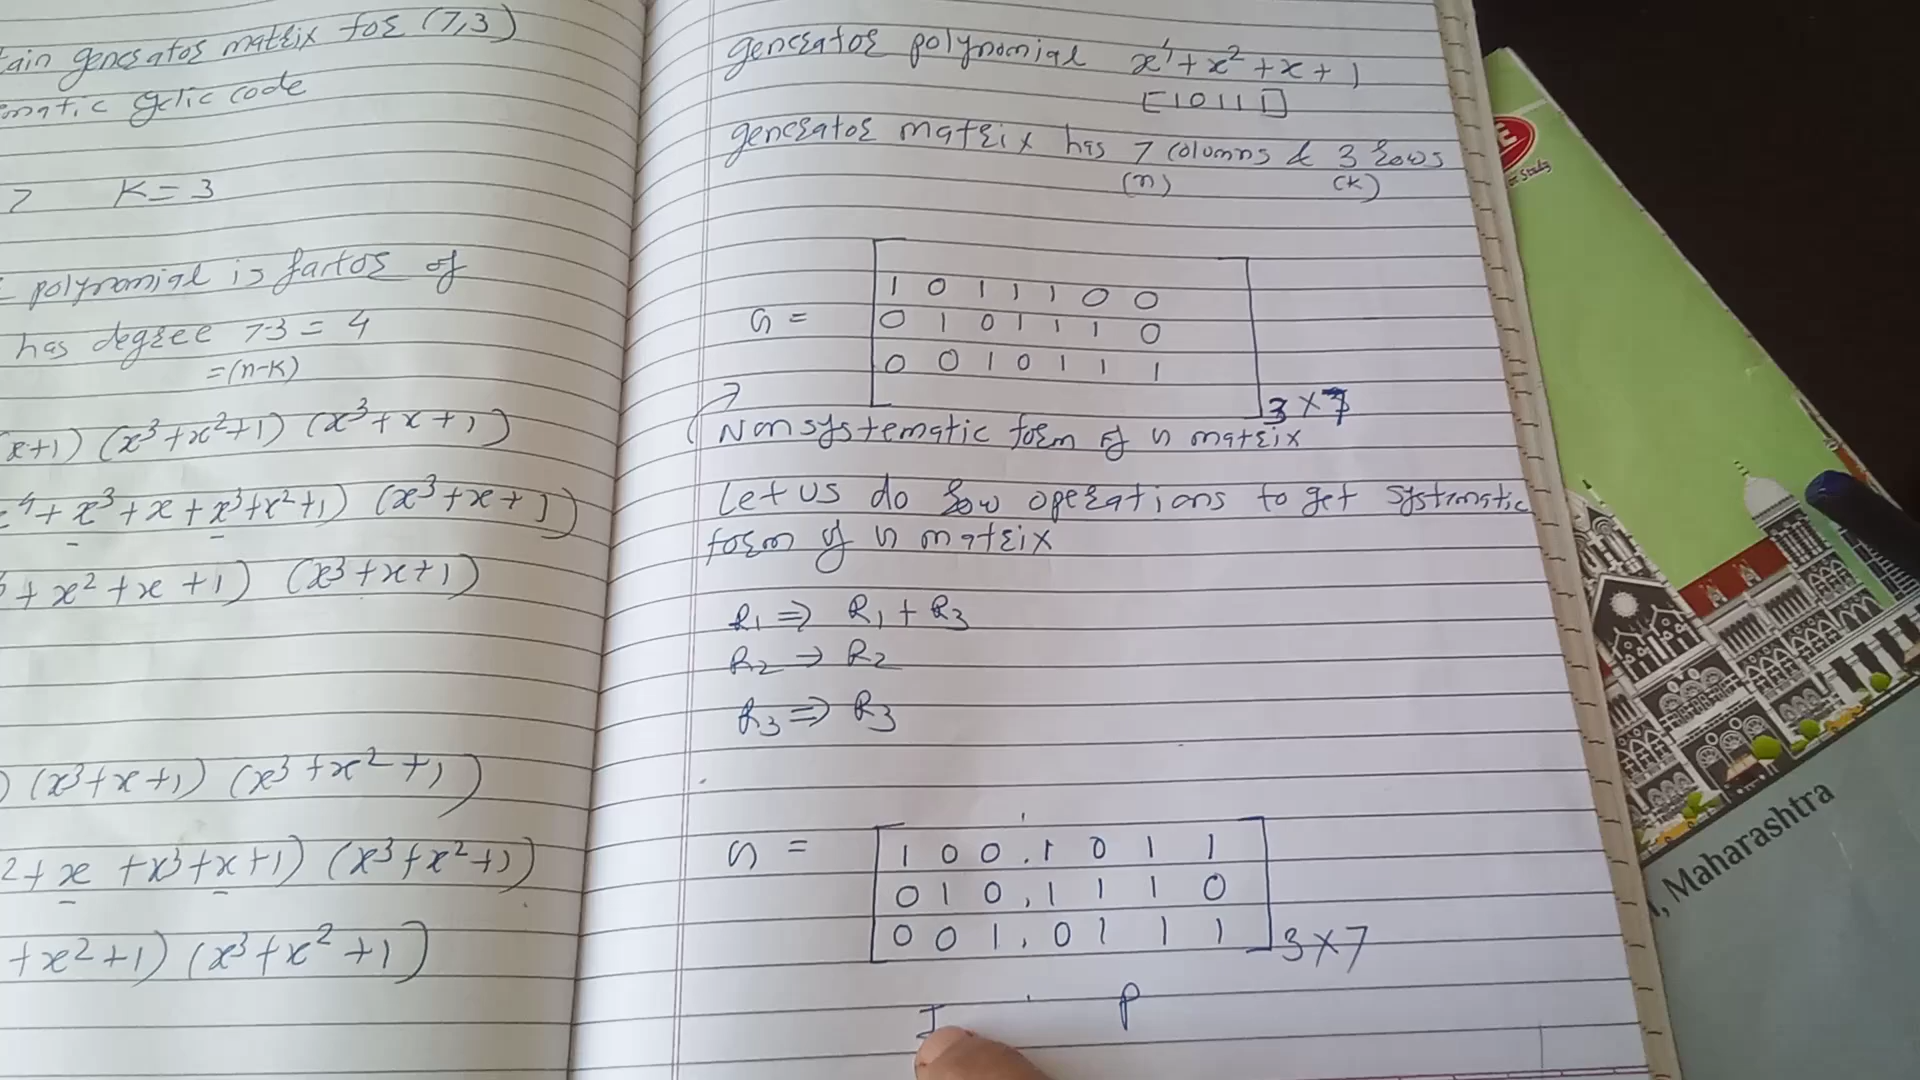 generator matrix for (7,3)
cyclic code
K = 3
polynomial is factor of
has degree 7-3 = 4
= (n-K)
x+1) (x³+x²+1) (x³+x+1)
+ x³ + x + x³+x²+1) (x³+x+1)
+ x² + x + 1) (x³+x+1)
) (x³+x+1) (x³+x²+1)
2 + x + x³+x+1) (x³+x²+1)
+x²+1) (x³+x²+1)
generator polynomial x⁴+x²+x+1
[10111]
generator matrix has 7 columns & 3 rows
(n) (K)
1 0 1 1 1 0 0
G = 0 1 0 1 1 1 0
0 0 1 0 1 1 1
3×7
Nonsystematic form of G matrix
Let us do row operations to get systmatic
form of G matrix
R₁ ⇒ R₁ + R₃
R₂ → R₂
R₃ ⇒ R₃
G = 1 0 0 . 1 0 1 1
0 1 0 . 1 1 1 0
0 0 1 . 0 1 1 1
3×7
I P
, Maharashtra